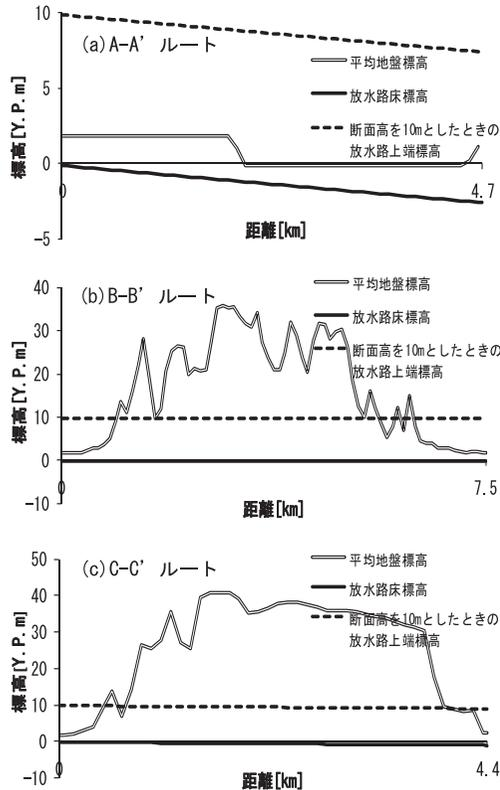 10
(a)A-A’ ルート
平均地盤標高
放水路床標高
断面高を10mとしたときの
放水路上端標高
標高[Y.P.m]
5
0
0
4.7
-5
距離[km]
40
(b)B-B’ ルート
平均地盤標高
放水路床標高
断面高を10mとしたときの
放水路上端標高
標高[Y.P.m]
30
20
10
0
0
7.5
-10
距離[km]
50
(c)C-C’ ルート
平均地盤標高
放水路床標高
断面高を10mとしたときの
放水路上端標高
標高[Y.P.m]
40
30
20
10
0
0
4.4
-10
距離[km]